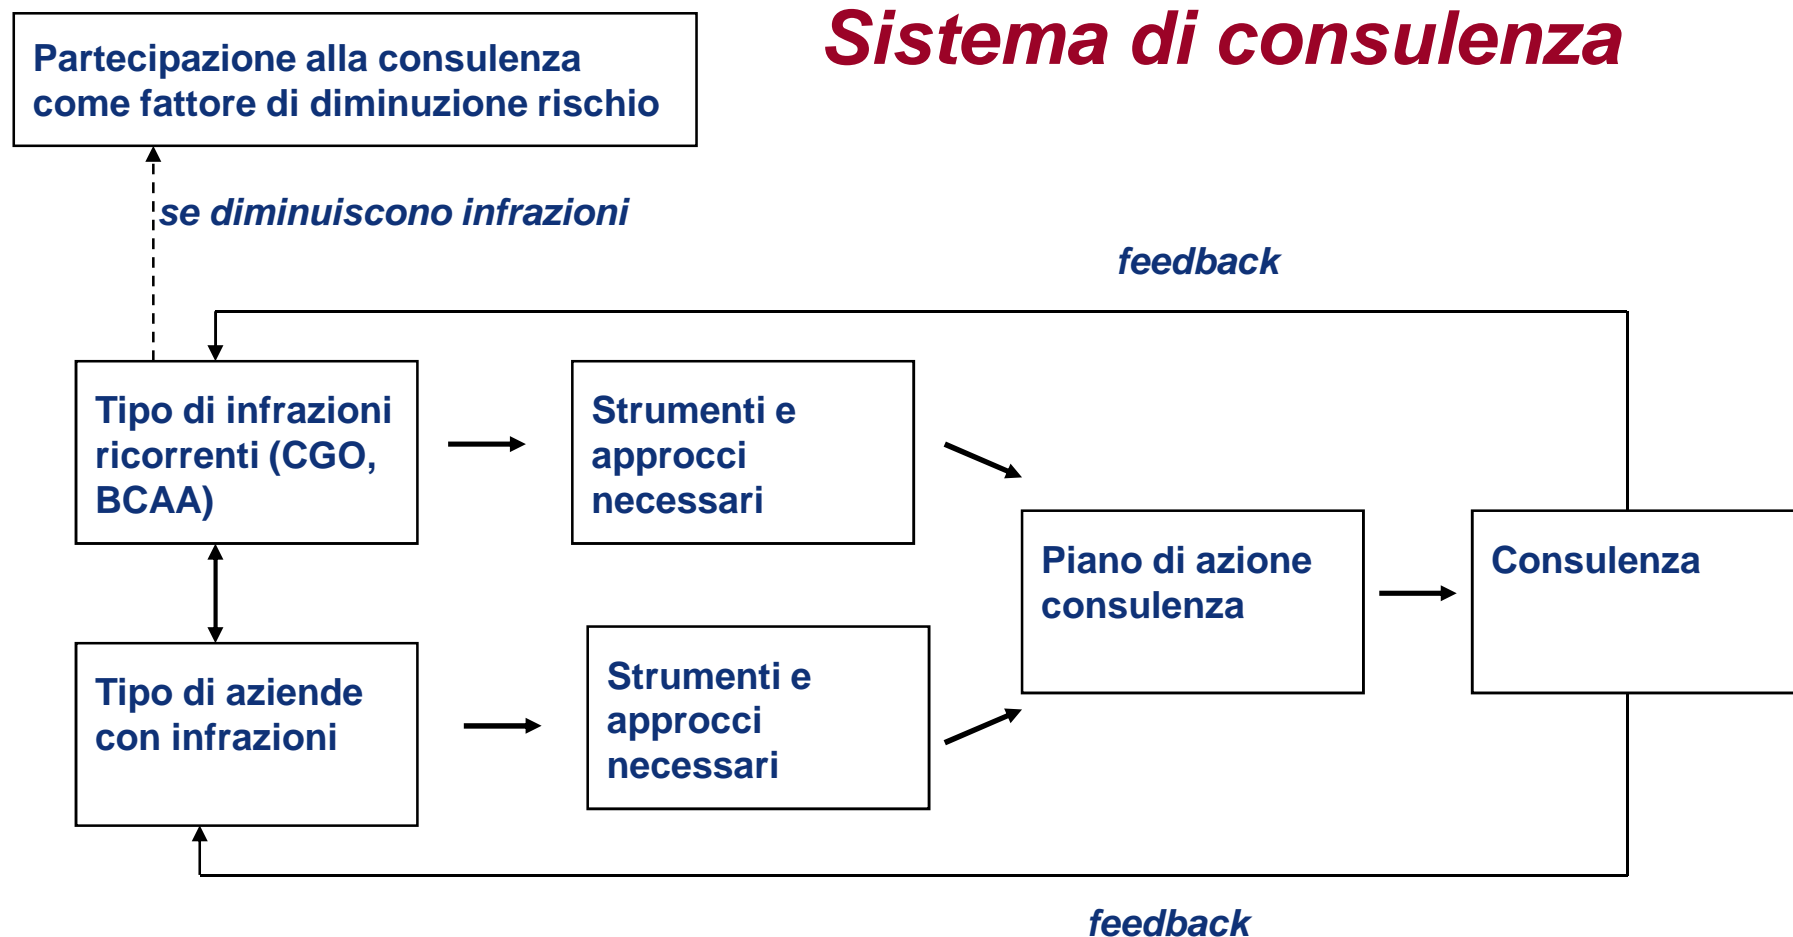 Sistema di consulenza
Partecipazione alla consulenza
come fattore di diminuzione rischio
se diminuiscono infrazioni
feedback
Tipo di infrazioni
ricorrenti (CGO,
BCAA)
Strumenti e
approcci
necessari
Piano di azione
consulenza
Consulenza
Tipo di aziende
con infrazioni
Strumenti e
approcci
necessari
feedback